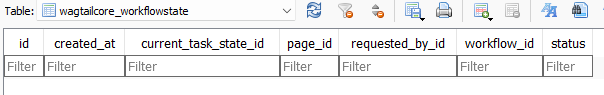 Table: wagtailcore_workflowstate
id created_at current_task_state_id page_id requested_by_id workflow_id status
Filter Filter Filter Filter Filter Filter Filter